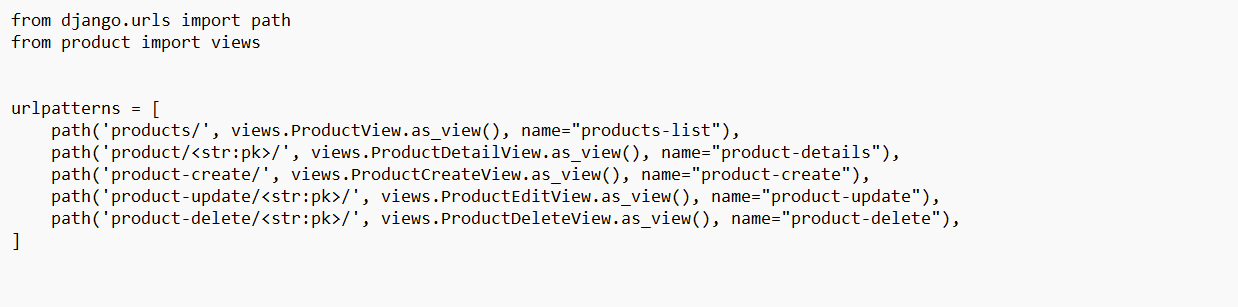 from django.urls import path
from product import views
urlpatterns = [
    path('products/', views.ProductView.as_view(), name="products-list"),
    path('product/<str:pk>/', views.ProductDetailView.as_view(), name="product-details"),
    path('product-create/', views.ProductCreateView.as_view(), name="product-create"),
    path('product-update/<str:pk>/', views.ProductEditView.as_view(), name="product-update"),
    path('product-delete/<str:pk>/', views.ProductDeleteView.as_view(), name="product-delete"),
]